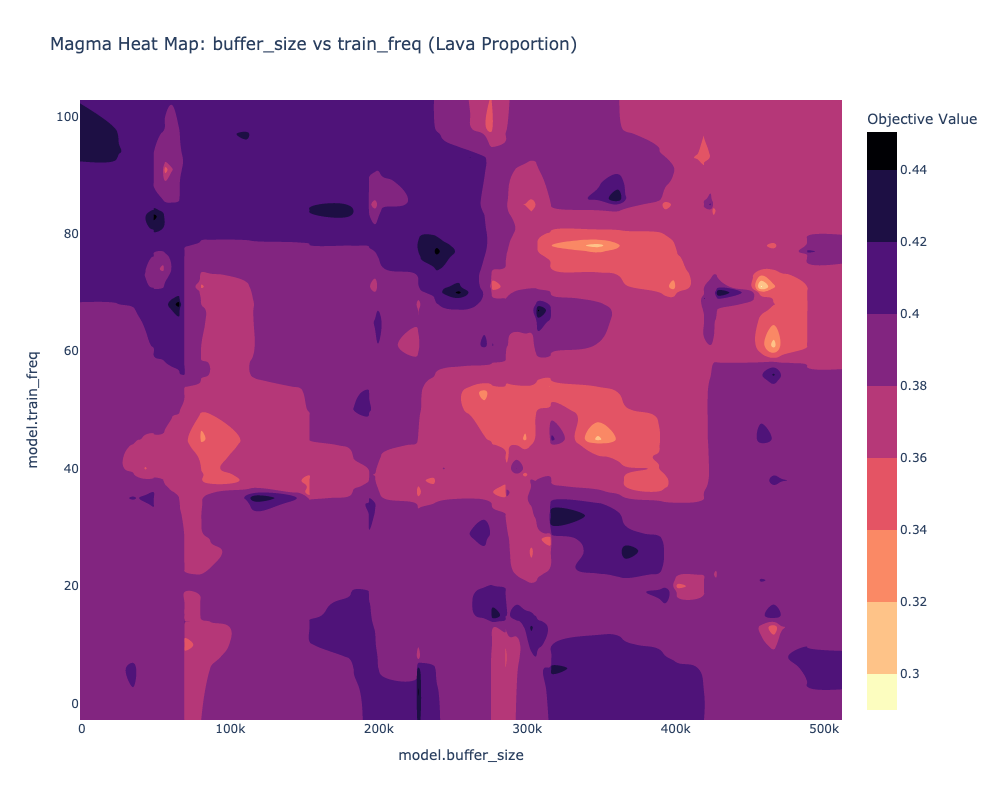 Magma Heat Map: buffer_size vs train_freq (Lava Proportion)
Objective Value
0.44
0.42
0.4
0.38
0.36
0.34
0.32
0.3
100
80
60
40
20
0
model.train_freq
0 100k 200k 300k 400k 500k
model.buffer_size